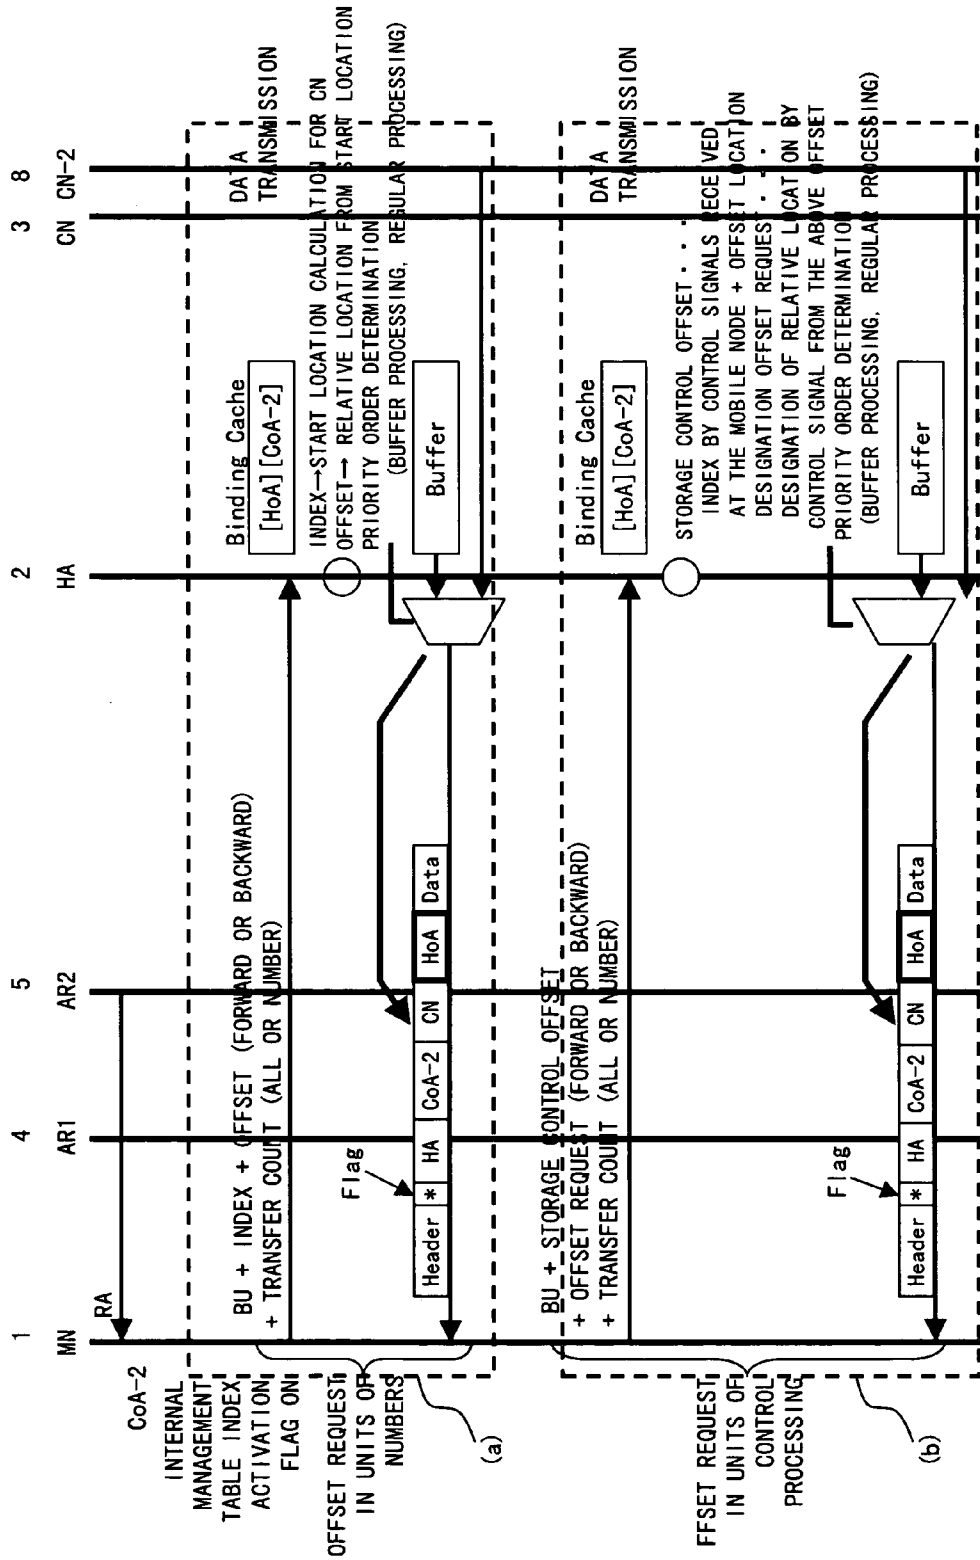 1
MN
4
AR1
5
AR2
2
HA
3
CN
8
CN-2
RA
CoA-2
INTERNAL
MANAGEMENT
TABLE INDEX
ACTIVATION
FLAG ON
OFFSET REQUEST
IN UNITS OF
NUMBERS
(a)
BU + INDEX + OFFSET (FORWARD OR BACKWARD)
+ TRANSFER COUNT (ALL OR NUMBER)
Flag
Header * HA CoA-2 CN HoA Data
Binding Cache
[HoA][CoA-2]
DATA
TRANSMISSION
INDEX→START LOCATION CALCULATION FOR CN
OFFSET→ RELATIVE LOCATION FROM START LOCATION
PRIORITY ORDER DETERMINATION
(BUFFER PROCESSING, REGULAR PROCESSING)
Buffer
FFSET REQUEST
IN UNITS OF
CONTROL
PROCESSING
(b)
BU + STORAGE CONTROL OFFSET
+ OFFSET REQUEST (FORWARD OR BACKWARD)
+ TRANSFER COUNT (ALL OR NUMBER)
Flag
Header * HA CoA-2 CN HoA Data
Binding Cache
[HoA][CoA-2]
DATA
TRANSMISSION
STORAGE CONTROL OFFSET...
INDEX BY CONTROL SIGNALS RECEIVED
AT THE MOBILE NODE + OFFSET LOCATION
DESIGNATION OFFSET REQUEST...
DESIGNATION OF RELATIVE LOCATION BY
CONTROL SIGNAL FROM THE ABOVE OFFSET
PRIORITY ORDER DETERMINATION
(BUFFER PROCESSING, REGULAR PROCESSING)
Buffer